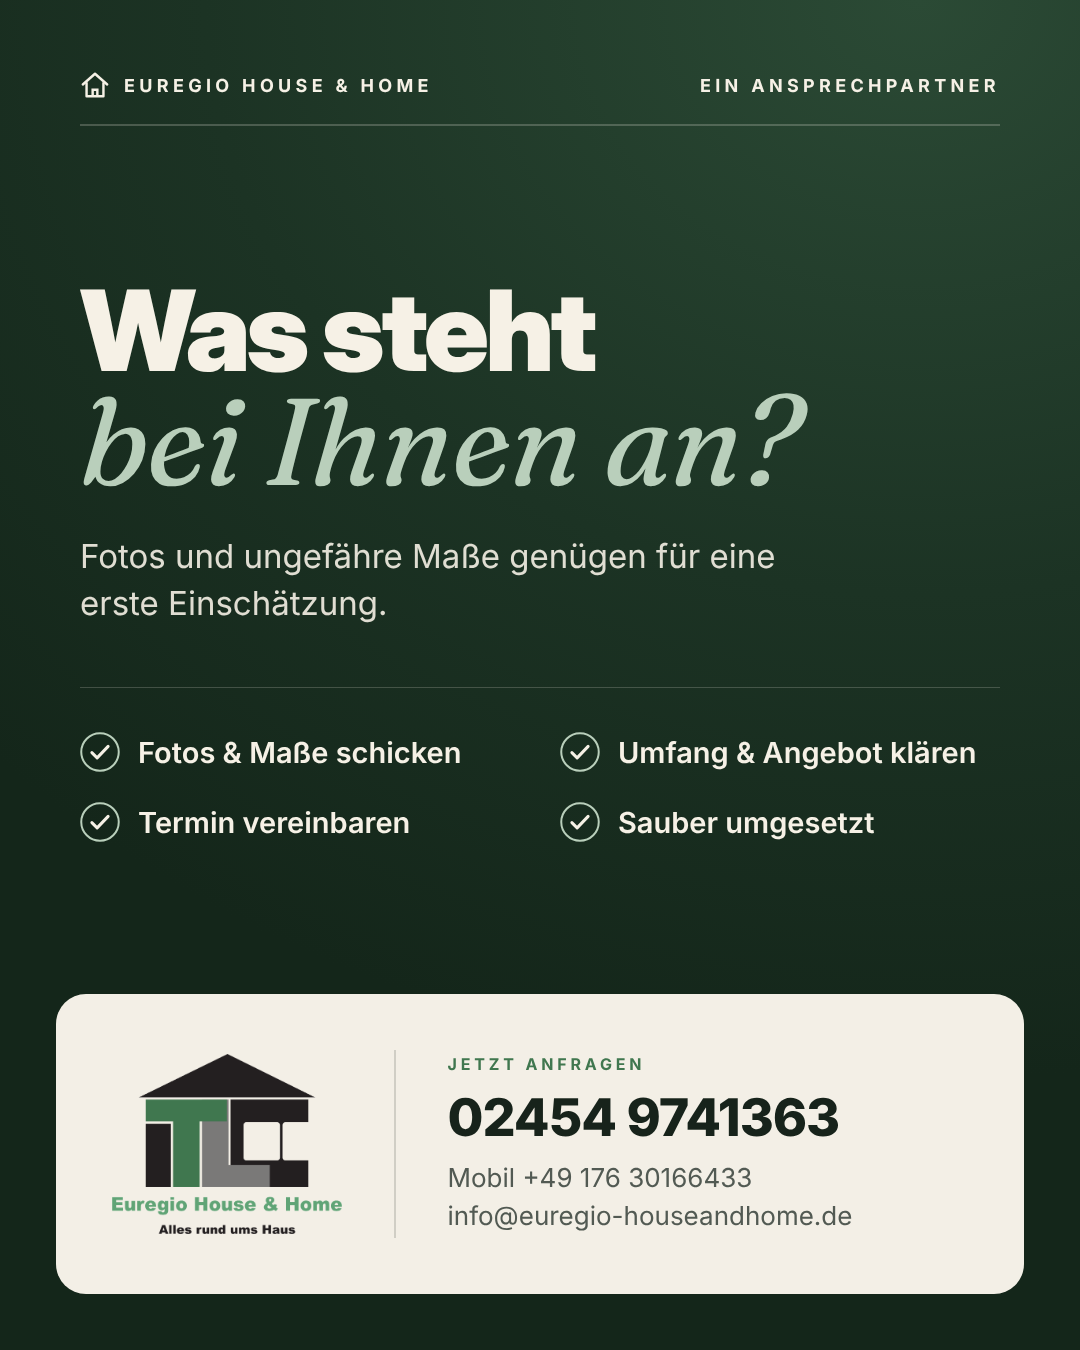 EUREGIO HOUSE & HOME
EIN ANSPRECHPARTNER
Was steht
bei Ihnen an?
Fotos und ungefähre Maße genügen für eine
erste Einschätzung.
Fotos & Maße schicken
Umfang & Angebot klären
Termin vereinbaren
Sauber umgesetzt
TLC
Euregio House & Home
Alles rund ums Haus
JETZT ANFRAGEN
02454 9741363
Mobil +49 176 30166433
info@euregio-houseandhome.de